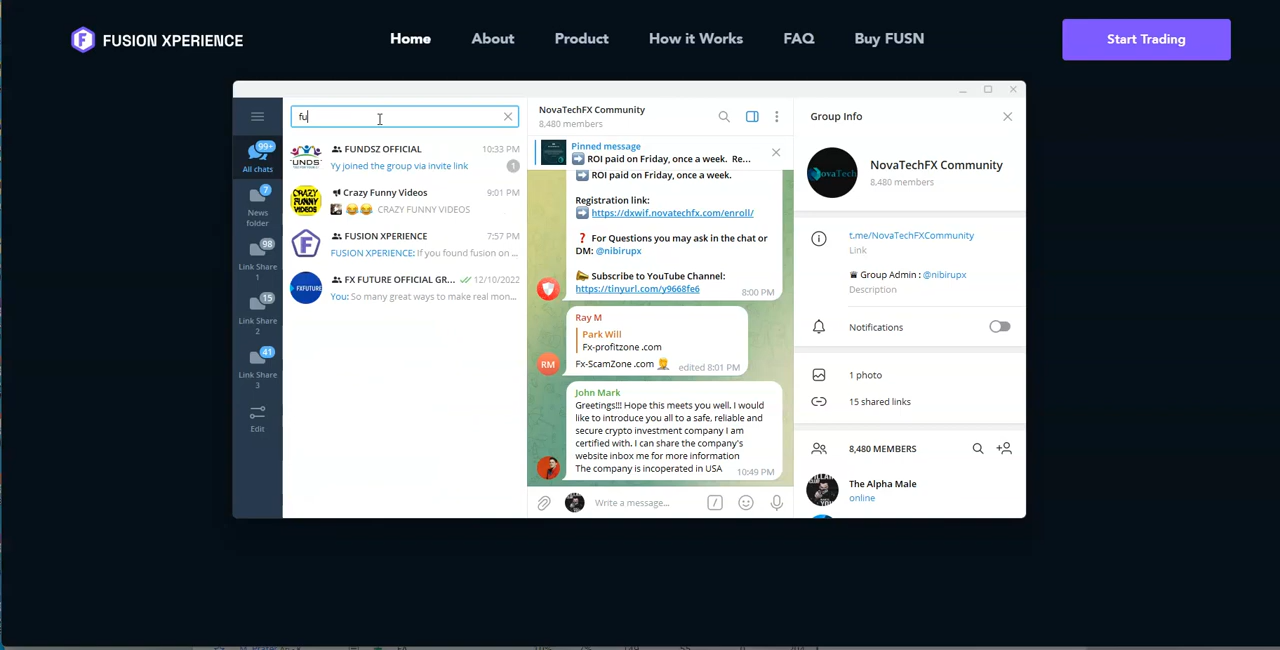 FUSION XPERIENCE
Home About Product How it Works FAQ Buy FUSN
Start Trading
fu
99+
All chats
7
News
folder
98
Link Share
1
15
Link Share
2
41
Link Share
3
Edit
FUNDSZ OFFICIAL 10:33 PM
Yy joined the group via invite link 1
Crazy Funny Videos 9:01 PM
😂😂 CRAZY FUNNY VIDEOS
FUSION XPERIENCE 7:57 PM
FUSION XPERIENCE: If you found fusion on ...
FX FUTURE OFFICIAL GR... 12/10/2022
You: So many great ways to make real mon...
NovaTechFX Community
8,480 members
Pinned message
➡️ ROI paid on Friday, once a week. Re...
➡️ ROI paid on Friday, once a week.
Registration link:
➡️ https://dxwif.novatechfx.com/enroll/
❓ For Questions you may ask in the chat or
DM: @nibirupx
Subscribe to YouTube Channel:
https://tinyurl.com/y9668fe6
8:00 PM
Ray M
Park Will
Fx-profitzone .com
Fx-ScamZone .com 🤦 edited 8:01 PM
RM
John Mark
Greetings!!! Hope this meets you well, I would
like to introduce you all to a safe, reliable and
secure crypto investment company I am
certified with. I can share the company's
website inbox me for more information
The company is incoperated in USA 10:49 PM
Write a message...
Group Info
NovaTechFX Community
8,480 members
t.me/NovaTechFXCommunity
Link
Group Admin : @nibirupx
Description
Notifications
1 photo
15 shared links
8,480 MEMBERS
The Alpha Male
online